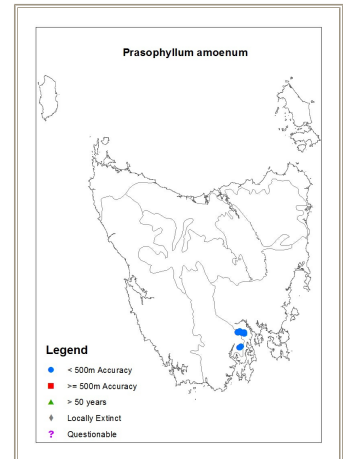 Prasophyllum amoenum
Legend
< 500m Accuracy
>= 500m Accuracy
> 50 years
Locally Extinct
? Questionable